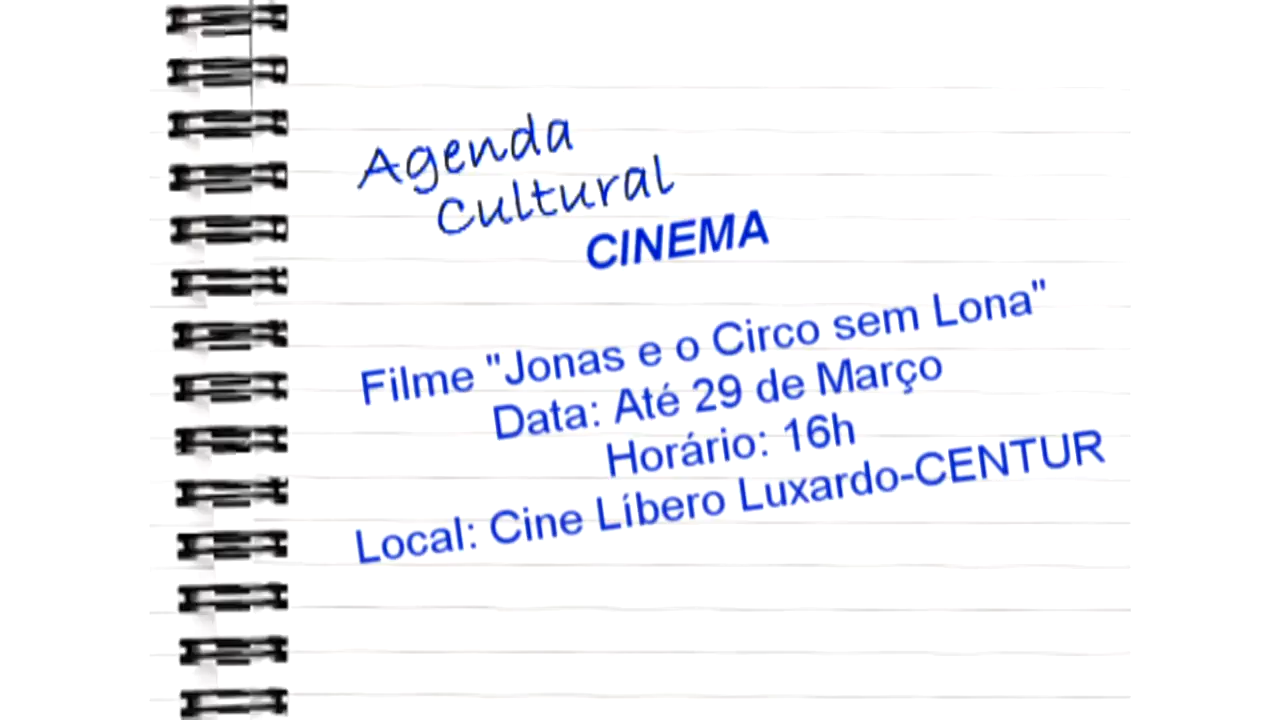 Agenda
Cultural
CINEMA
Filme "Jonas e o Circo sem Lona"
Data: Até 29 de Março
Horário: 16h
Local: Cine Líbero Luxardo-CENTUR